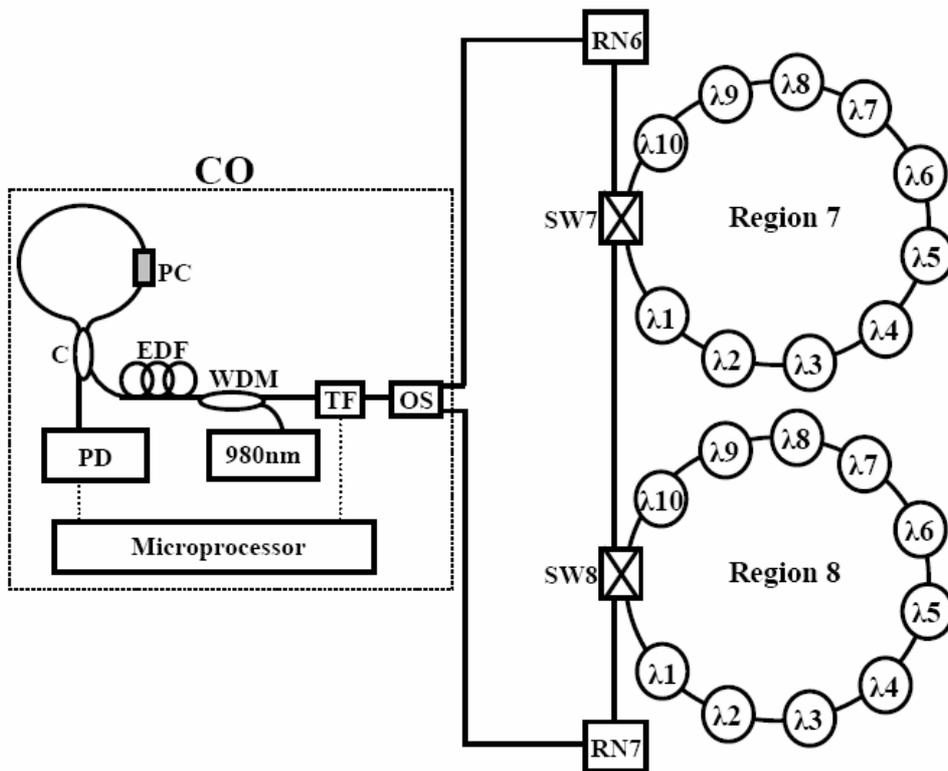 CO
PC
C
EDF
WDM
TF
OS
PD
980nm
Microprocessor
RN6
SW7
Region 7
λ10
λ9
λ8
λ7
λ6
λ5
λ4
λ3
λ2
λ1
SW8
Region 8
λ10
λ9
λ8
λ7
λ6
λ5
λ4
λ3
λ2
λ1
RN7